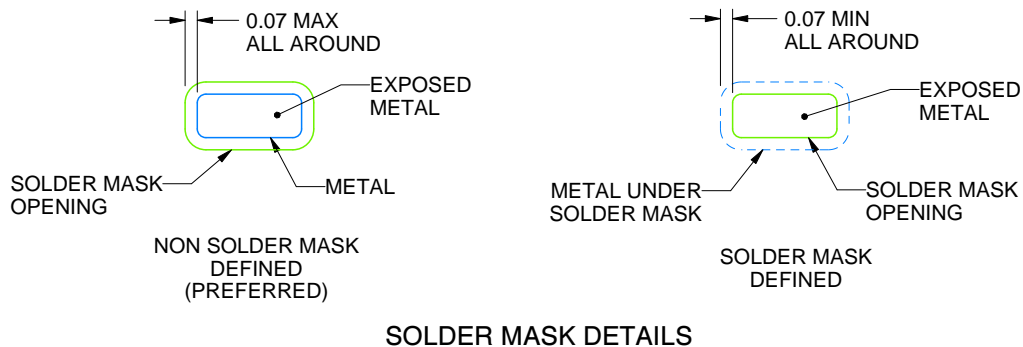 0.07 MAX
ALL AROUND
EXPOSED
METAL
SOLDER MASK
OPENING
METAL
NON SOLDER MASK
DEFINED
(PREFERRED)
0.07 MIN
ALL AROUND
EXPOSED
METAL
METAL UNDER
SOLDER MASK
SOLDER MASK
OPENING
SOLDER MASK
DEFINED
SOLDER MASK DETAILS